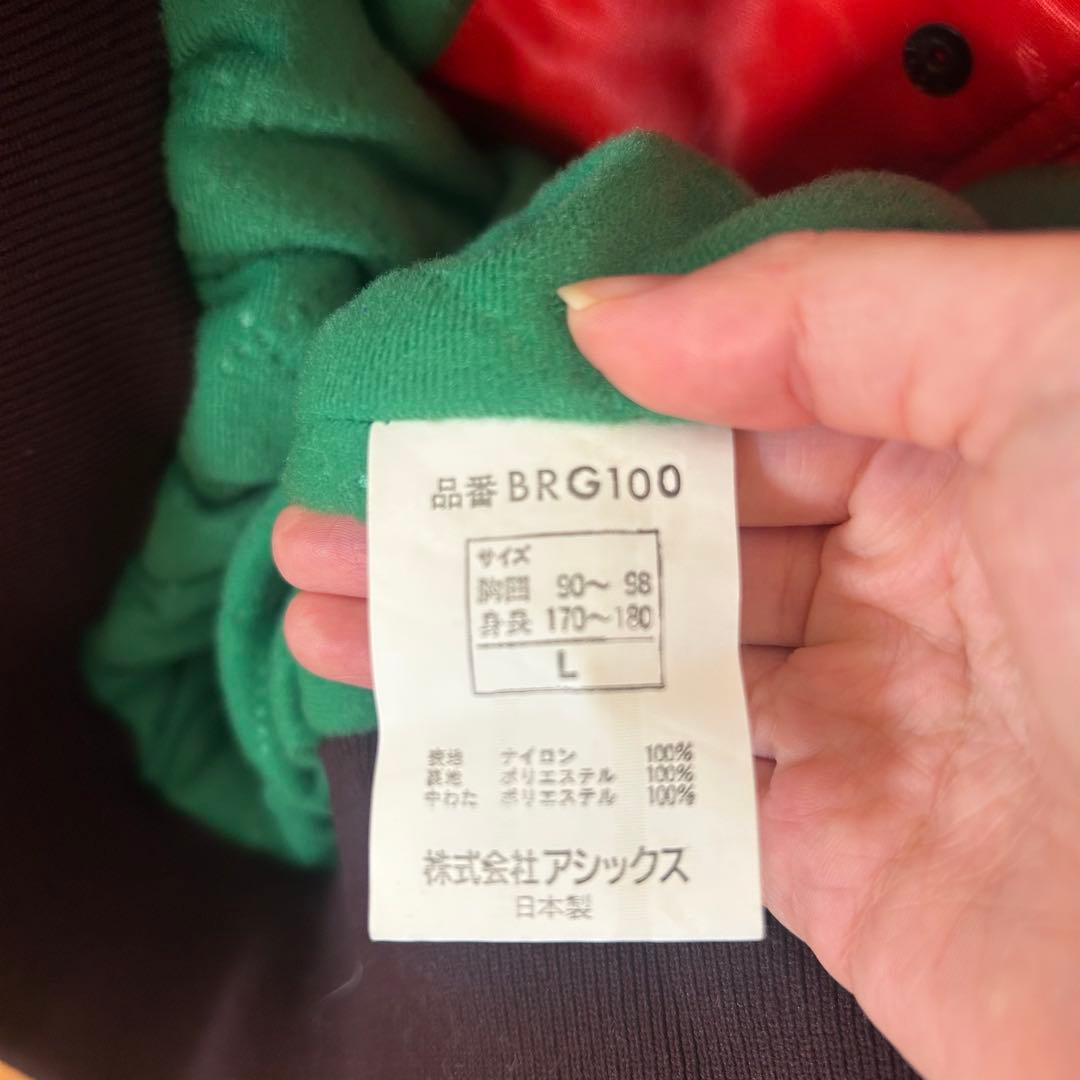 品番 BRG100
サイズ
胸囲 90～ 98
身長 170～180
L
表地 ナイロン 100%
裏地 ポリエステル 100%
中わた ポリエステル 100%
株式会社アシックス
日本製